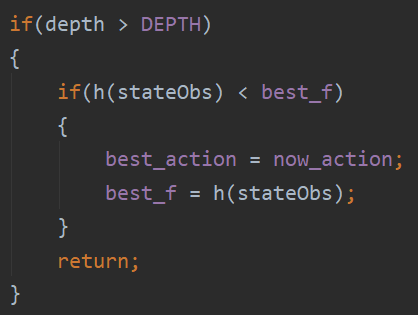 if(depth > DEPTH)
{
    if(h(stateObs) < best_f)
    {
        best_action = now_action;
        best_f = h(stateObs);
    }
    return;
}